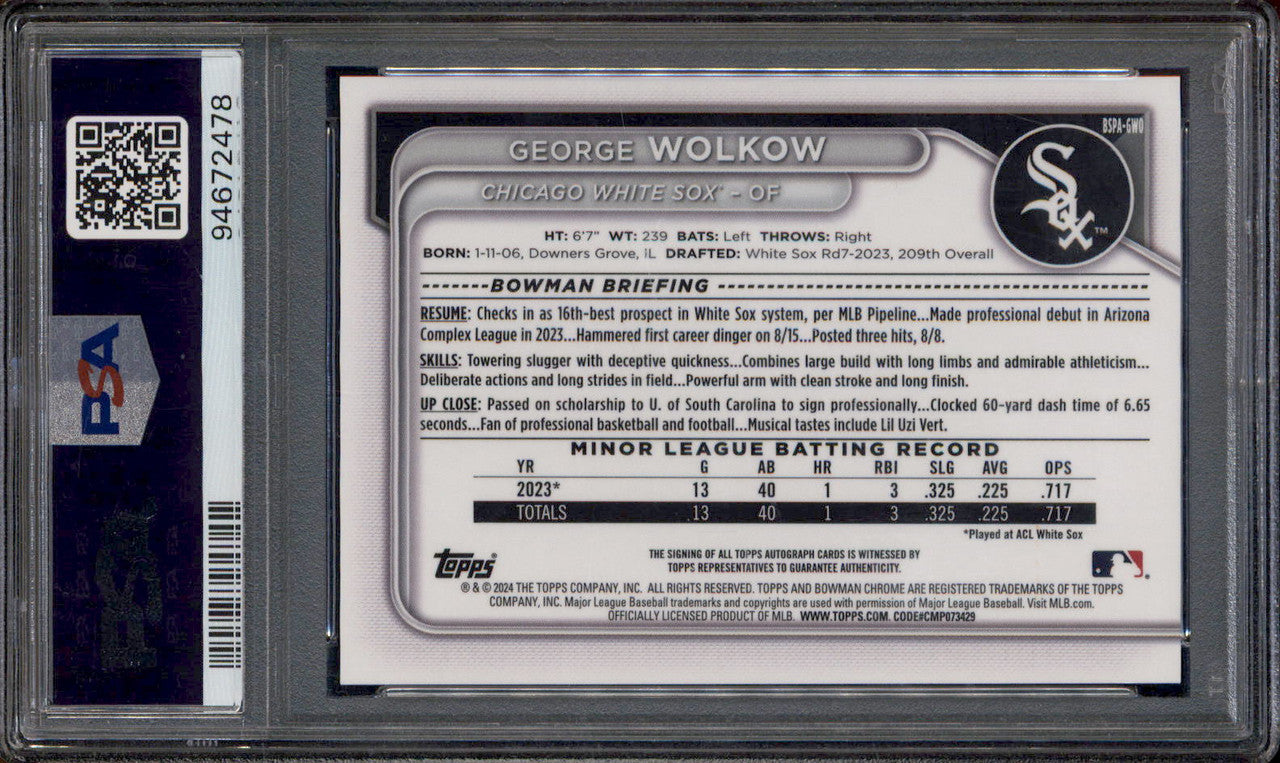 94672478
PSA
BSPA-GWO
GEORGE WOLKOW
CHICAGO WHITE SOX - OF
Sox ™
HT: 6'7" WT: 239 BATS: Left THROWS: Right
BORN: 1-11-06, Downers Grove, IL DRAFTED: White Sox Rd7-2023, 209th Overall
-------BOWMAN BRIEFING -------
RESUME: Checks in as 16th-best prospect in White Sox system, per MLB Pipeline...Made professional debut in Arizona
Complex League in 2023...Hammered first career dinger on 8/15...Posted three hits, 8/8.
SKILLS: Towering slugger with deceptive quickness...Combines large build with long limbs and admirable athleticism...
Deliberate actions and long strides in field...Powerful arm with clean stroke and long finish.
UP CLOSE: Passed on scholarship to U. of South Carolina to sign professionally...Clocked 60-yard dash time of 6.65
seconds...Fan of professional basketball and football...Musical tastes include Lil Uzi Vert.
MINOR LEAGUE BATTING RECORD
YR G AB HR RBI SLG AVG OPS
2023* 13 40 1 3 .325 .225 .717
TOTALS 13 40 1 3 .325 .225 .717
*Played at ACL White Sox
topps®
THE SIGNING OF ALL TOPPS AUTOGRAPH CARDS IS WITNESSED BY
TOPPS REPRESENTATIVES TO GUARANTEE AUTHENTICITY.
® & © 2024 THE TOPPS COMPANY, INC. ALL RIGHTS RESERVED. TOPPS AND BOWMAN CHROME ARE REGISTERED TRADEMARKS OF THE TOPPS
COMPANY, INC. Major League Baseball trademarks and copyrights are used with permission of Major League Baseball. Visit MLB.com.
OFFICIALLY LICENSED PRODUCT OF MLB. WWW.TOPPS.COM. CODE#CMP073429